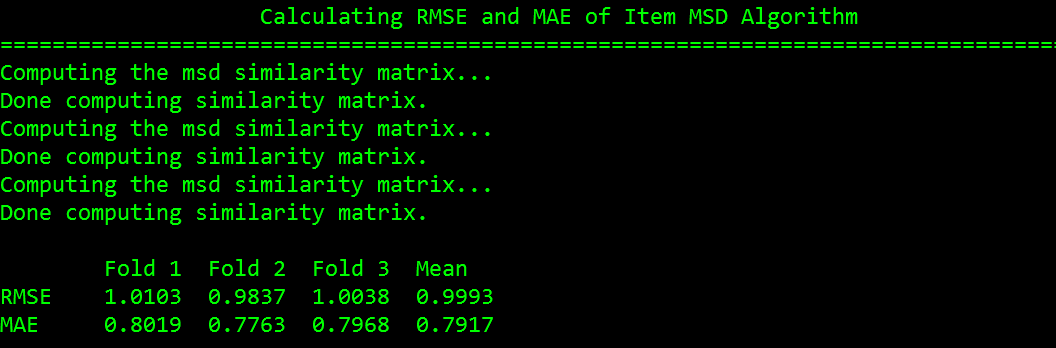 Calculating RMSE and MAE of Item MSD Algorithm
=================================================================================
Computing the msd similarity matrix...
Done computing similarity matrix.
Computing the msd similarity matrix...
Done computing similarity matrix.
Computing the msd similarity matrix...
Done computing similarity matrix.
Fold 1 Fold 2 Fold 3 Mean
RMSE 1.0103 0.9837 1.0038 0.9993
MAE 0.8019 0.7763 0.7968 0.7917